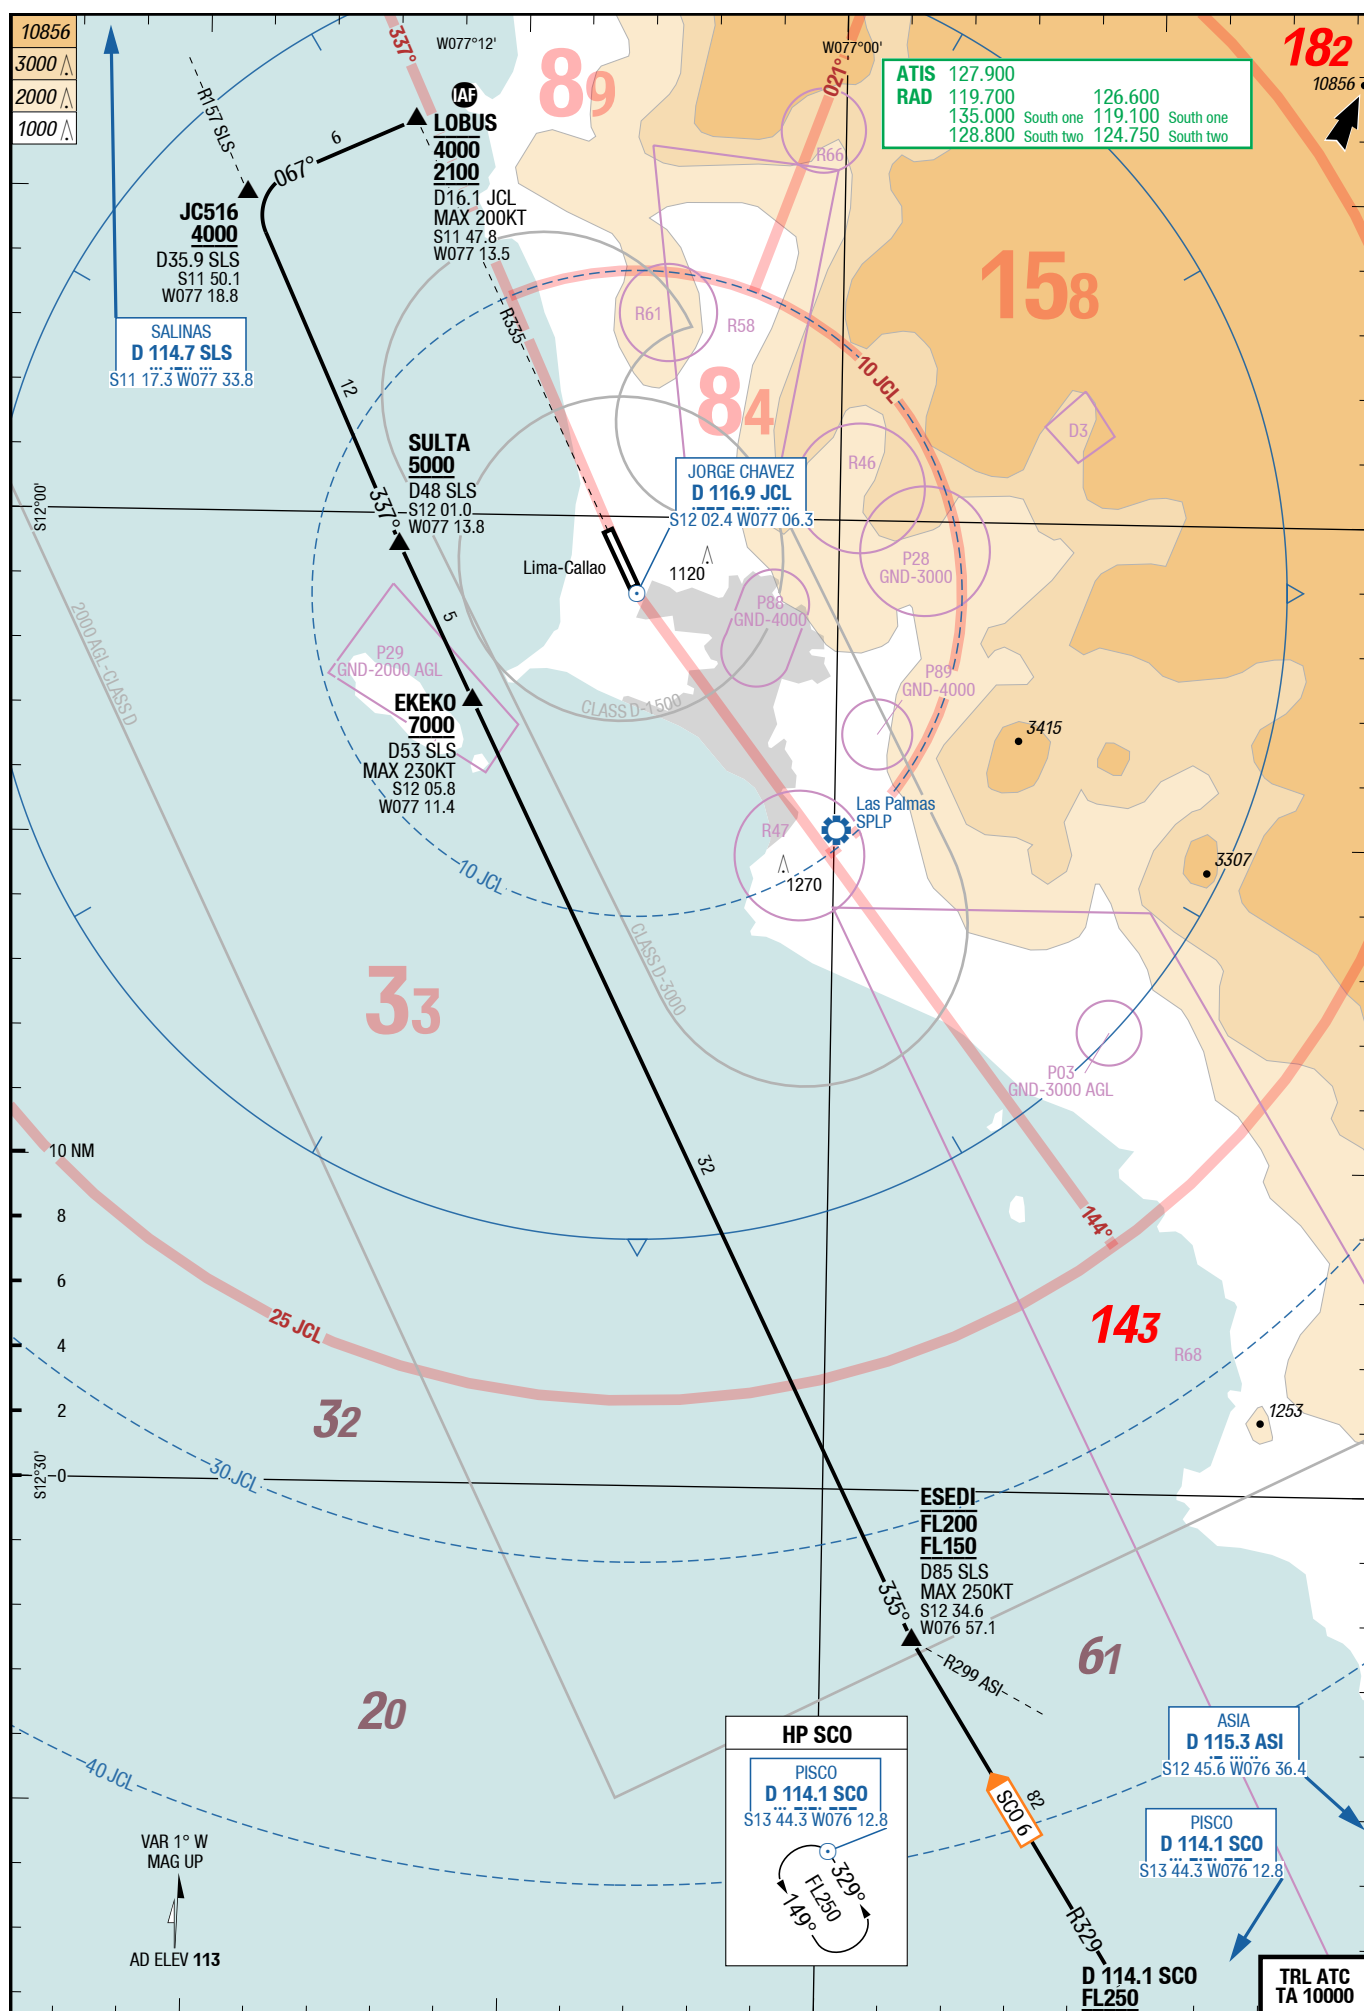 10856
3000
2000
1000
R157 SLS
6
067°
337°
W077°12'
IAF
LOBUS
4000
2100
D16.1 JCL
MAX 200KT
S11 47.8
W077 13.5
89
W077°00'
021°
ATIS 127.900
RAD 119.700 126.600
135.000 South one 119.100 South one
128.800 South two 124.750 South two
182
10856
R66
JC516
4000
D35.9 SLS
S11 50.1
W077 18.8
SALINAS
D 114.7 SLS
S11 17.3 W077 33.8
R335
R61
R58
158
10 JCL
84
12
D3
SULTA
5000
D48 SLS
S12 01.0
W077 13.8
337°
R46
JORGE CHAVEZ
D 116.9 JCL
S12 02.4 W077 06.3
S12°00'
Lima-Callao
1120
P28
GND-3000
P88
GND-4000
2000 AGL-CLASS D
5
P29
GND-2000 AGL
P89
GND-4000
EKEKO
7000
D53 SLS
MAX 230KT
S12 05.8
W077 11.4
CLASS D-1500
3415
Las Palmas
SPLP
R47
1270
3307
10 JCL
CLASS D-3000
33
P03
GND-3000 AGL
10 NM
8
6
4
2
0
32
144°
25 JCL
143
R68
32
1253
30 JCL
S12°30'
ESEDI
FL200
FL150
D85 SLS
MAX 250KT
S12 34.6
W076 57.1
335°
R299 ASI
61
20
40 JCL
HP SCO
PISCO
D 114.1 SCO
S13 44.3 W076 12.8
329°
FL250
149°
SCO 6
82
ASIA
D 115.3 ASI
S12 45.6 W076 36.4
PISCO
D 114.1 SCO
S13 44.3 W076 12.8
VAR 1° W
MAG UP
AD ELEV 113
R329
D 114.1 SCO
FL250
TRL ATC
TA 10000